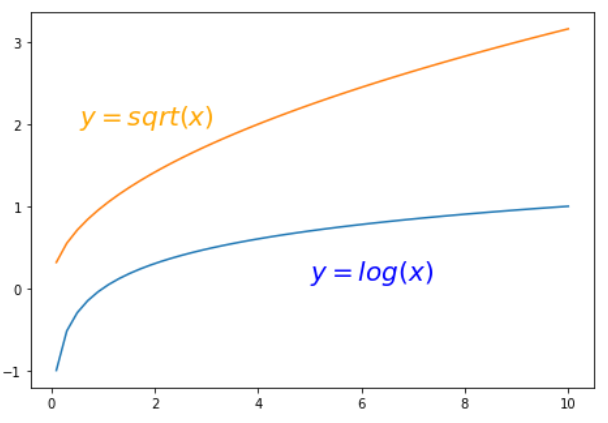 3
y = sqrt(x)
2
1
y = log(x)
0
−1
0 2 4 6 8 10